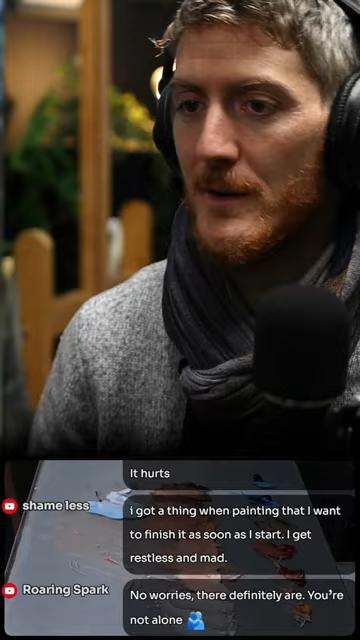 It hurts
shame less
i got a thing when painting that I want
to finish it as soon as I start. I get
restless and mad.
Roaring Spark
No worries, there definitely are. You're
not alone 🫂